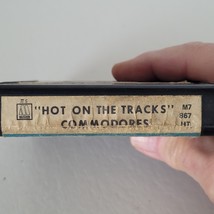 "HOT ON THE TRACKS" M7
COMMODORES 867
HT